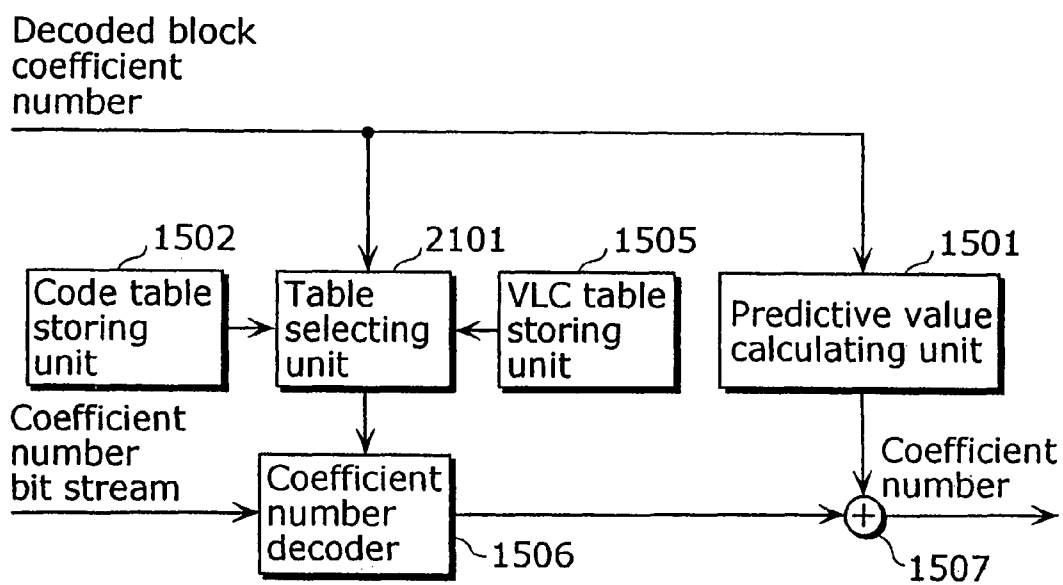 Decoded block
coefficient
number
1502
2101
1505
1501
Code table
storing
unit
Table
selecting
unit
VLC table
storing
unit
Predictive value
calculating unit
Coefficient
number
bit stream
Coefficient
number
decoder
1506
Coefficient
number
+
1507